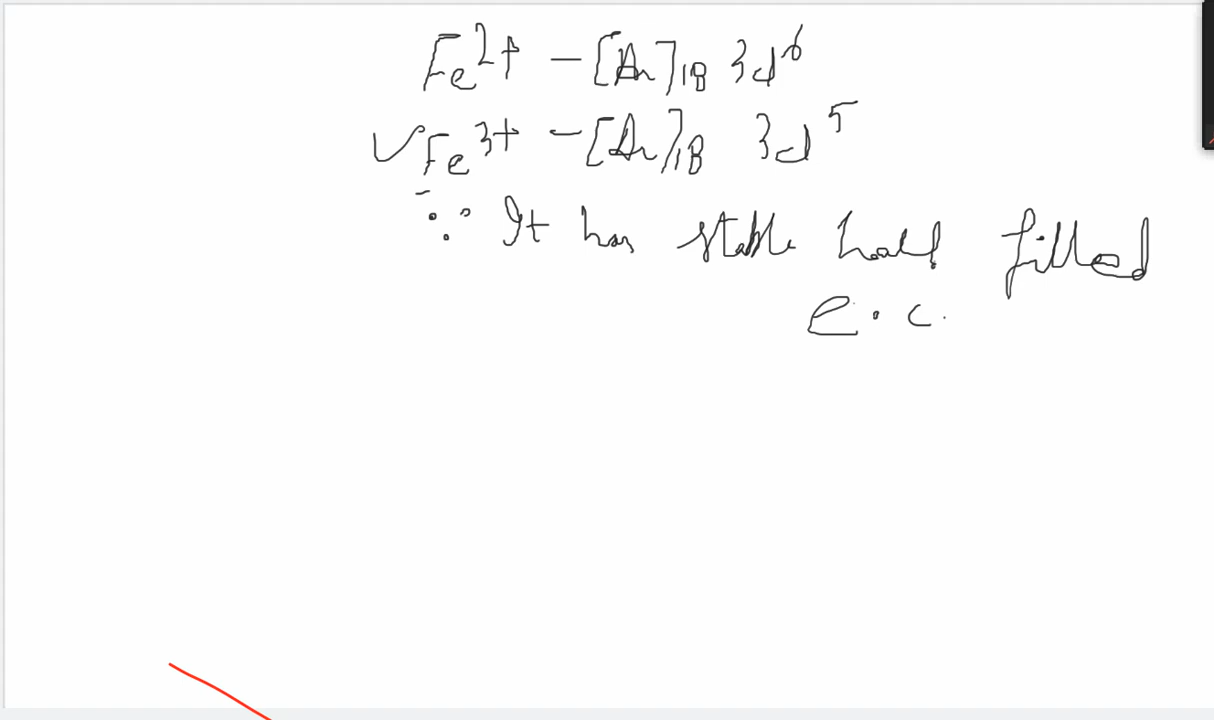 Fe²⁺ – [Ar]₁₈ 3d⁶
✓Fe³⁺ – [Ar]₁₈ 3d⁵
∵ It has stable half filled
e.c.